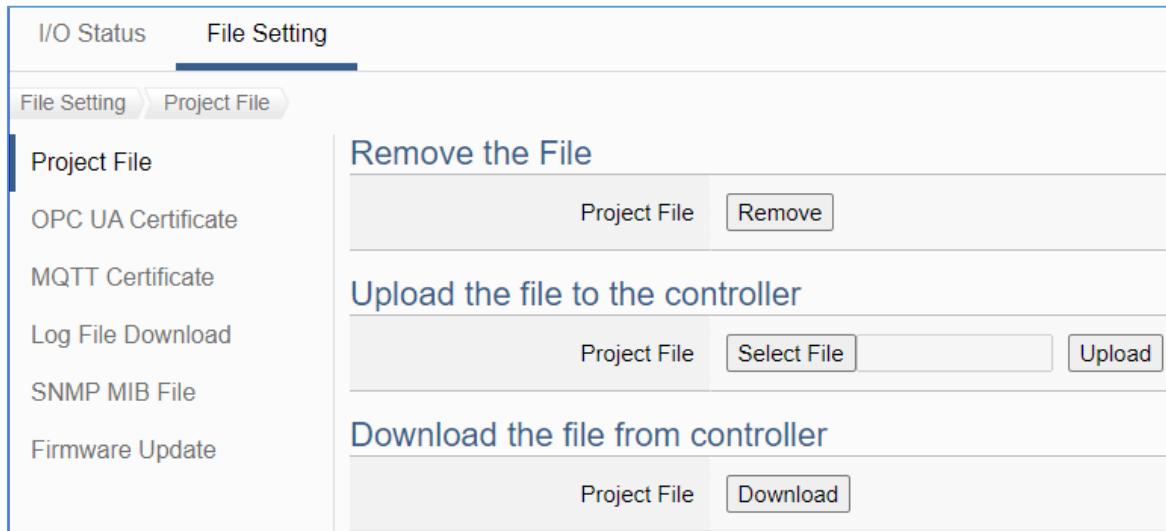 I/O Status File Setting
File Setting Project File
Project File
OPC UA Certificate
MQTT Certificate
Log File Download
SNMP MIB File
Firmware Update
Remove the File
Project File Remove
Upload the file to the controller
Project File Select File Upload
Download the file from controller
Project File Download